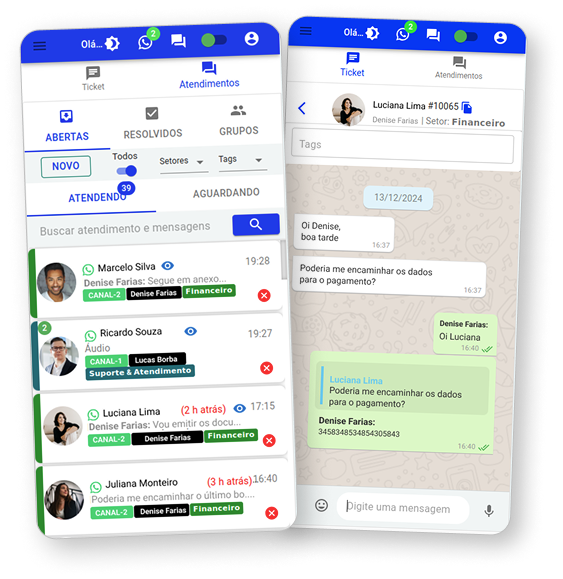 Olá...
2
Ticket
Atendimentos
ABERTAS
RESOLVIDOS
GRUPOS
NOVO
Todos
Setores
Tags
ATENDENDO
39
AGUARDANDO
Buscar atendimento e mensagens
Marcelo Silva
19:28
Denise Farias: Segue em anexo...
CANAL-2 Denise Farias Financeiro
2
Ricardo Souza
19:27
Áudio
CANAL-1 Lucas Borba
Suporte & Atendimento
Luciana Lima (2 h atrás) 17:15
Denise Farias: Vou emitir os docu...
CANAL-2 Denise Farias Financeiro
Juliana Monteiro (3 h atrás) 16:40
Poderia me encaminhar o último bo....
CANAL-2 Denise Farias Financeiro
Olá...
2
Ticket
Atendimentos
Luciana Lima #10065
Denise Farias | Setor: Financeiro
Tags
13/12/2024
Oi Denise,
boa tarde
16:37
Poderia me encaminhar os dados
para o pagamento?
16:37
Denise Farias:
Oi Luciana
16:40
Luciana Lima
Poderia me encaminhar os dados
para o pagamento?
Denise Farias:
3458348534854305843
16:40
Digite uma mensagem